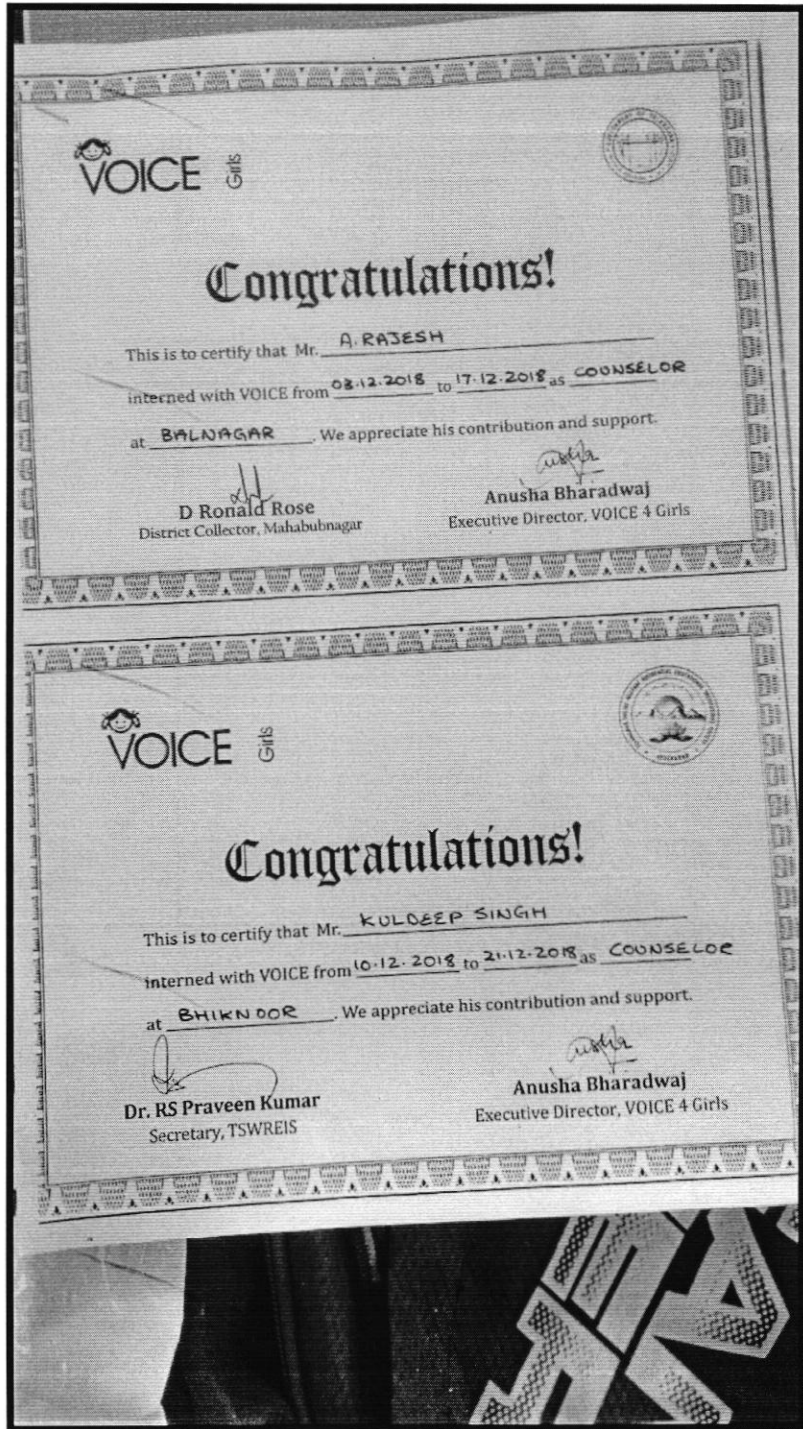 VOICE Girls
Congratulations!
This is to certify that Mr. A. RAJESH
interned with VOICE from 03.12.2018 to 17.12.2018 as COUNSELOR
at BALNAGAR. We appreciate his contribution and support.
D Ronald Rose
District Collector, Mahabubnagar
Anusha Bharadwaj
Executive Director, VOICE 4 Girls
VOICE Girls
Congratulations!
This is to certify that Mr. KULDEEP SINGH
interned with VOICE from 10.12.2018 to 21.12.2018 as COUNSELOR
at BHIKNOOR. We appreciate his contribution and support.
Dr. RS Praveen Kumar
Secretary, TSWREIS
Anusha Bharadwaj
Executive Director, VOICE 4 Girls